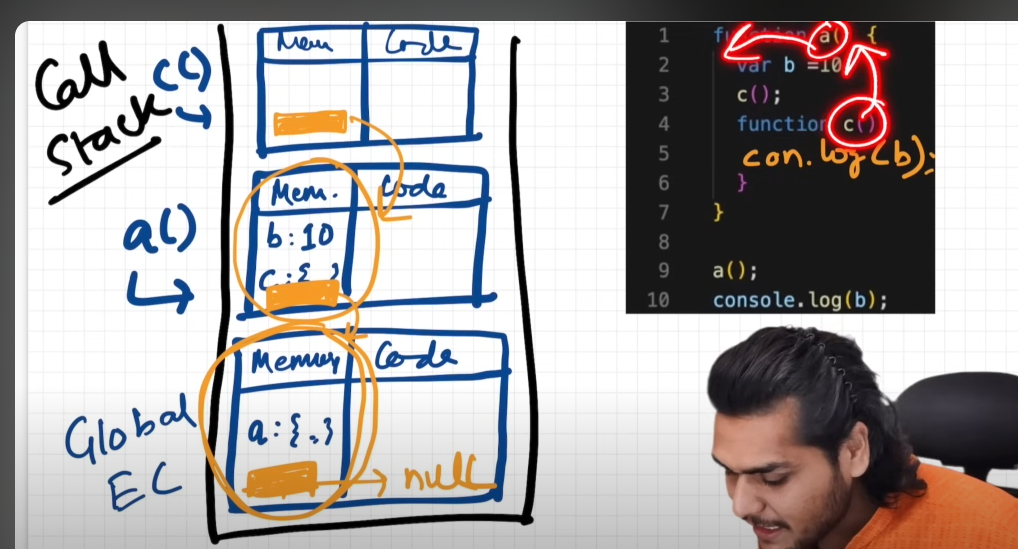 Call
Stack
c()
Mem
Code
a()
Mem.
Code
b:10
c:{ }
Global
EC
Memory
Code
a:{.}
null
1 function a() {
2 var b =10
3 c();
4 function c()
5 con.log(b);
6 }
7 }
8
9 a();
10 console.log(b);